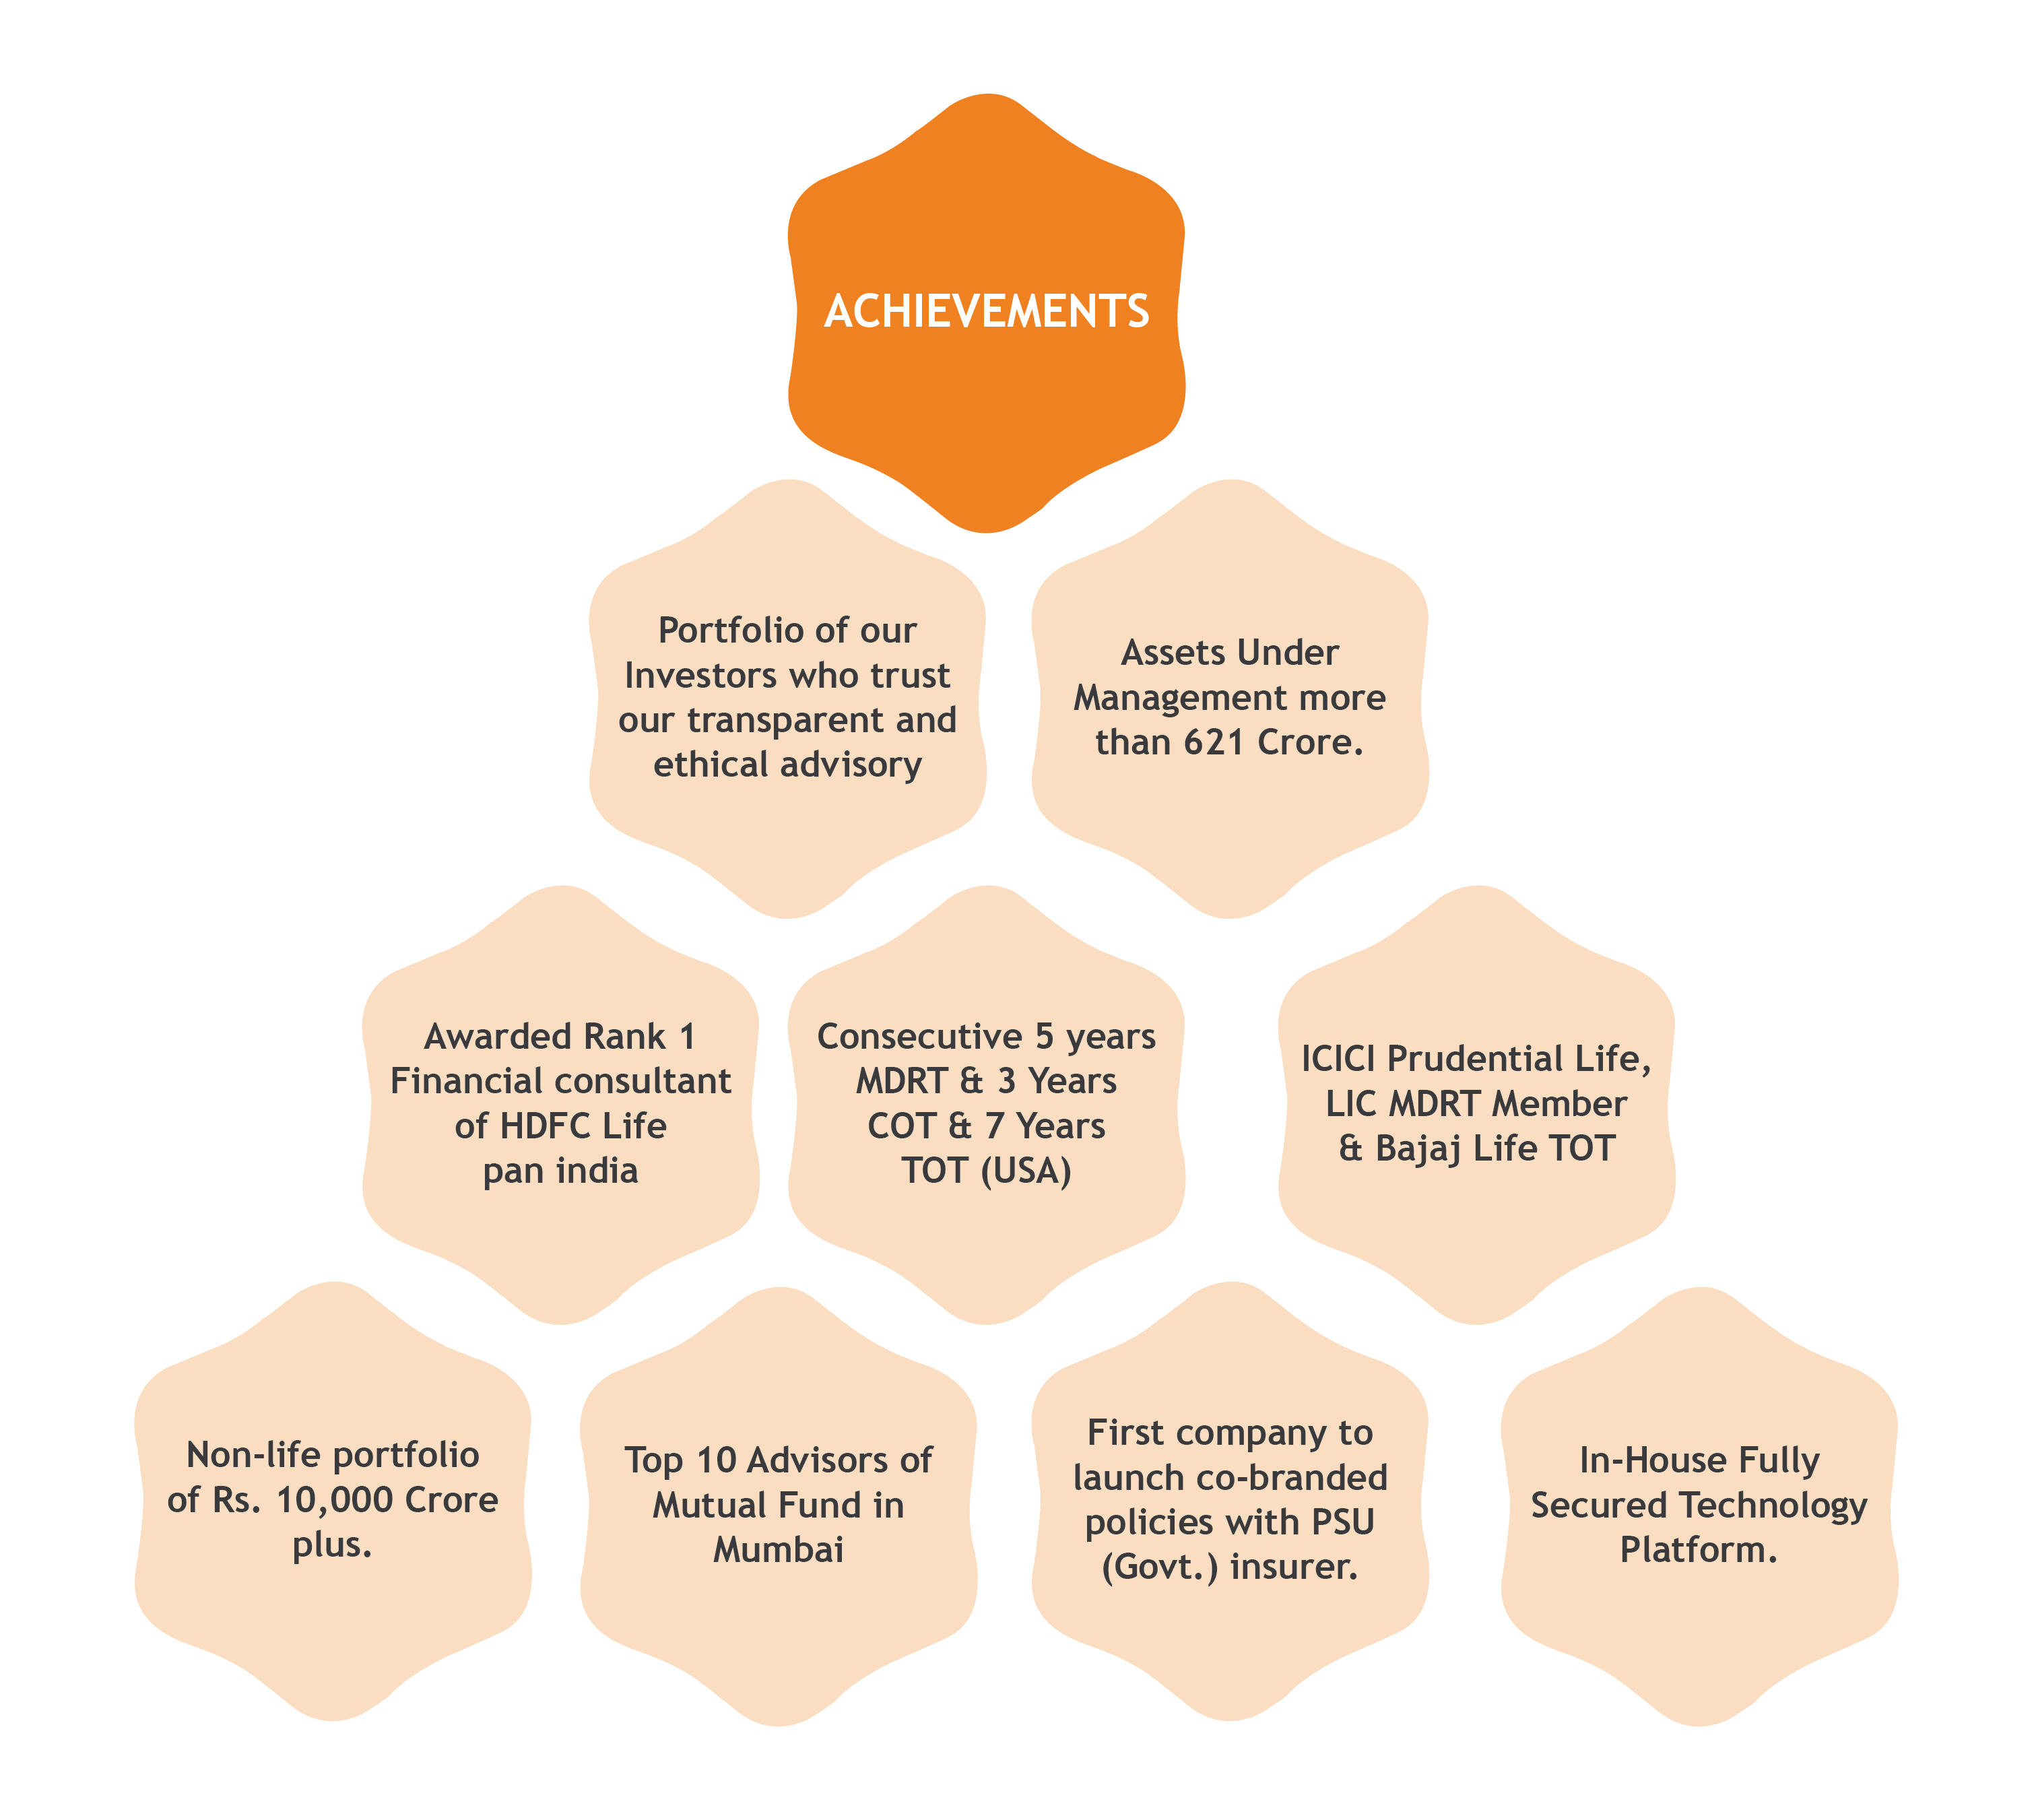 ACHIEVEMENTS
Portfolio of our
Investors who trust
our transparent and
ethical advisory
Assets Under
Management more
than 621 Crore.
Awarded Rank 1
Financial consultant
of HDFC Life
pan india
Consecutive 5 years
MDRT & 3 Years
COT & 7 Years
TOT (USA)
ICICI Prudential Life,
LIC MDRT Member
& Bajaj Life TOT
Non-life portfolio
of Rs. 10,000 Crore
plus.
Top 10 Advisors of
Mutual Fund in
Mumbai
First company to
launch co-branded
policies with PSU
(Govt.) insurer.
In-House Fully
Secured Technology
Platform.